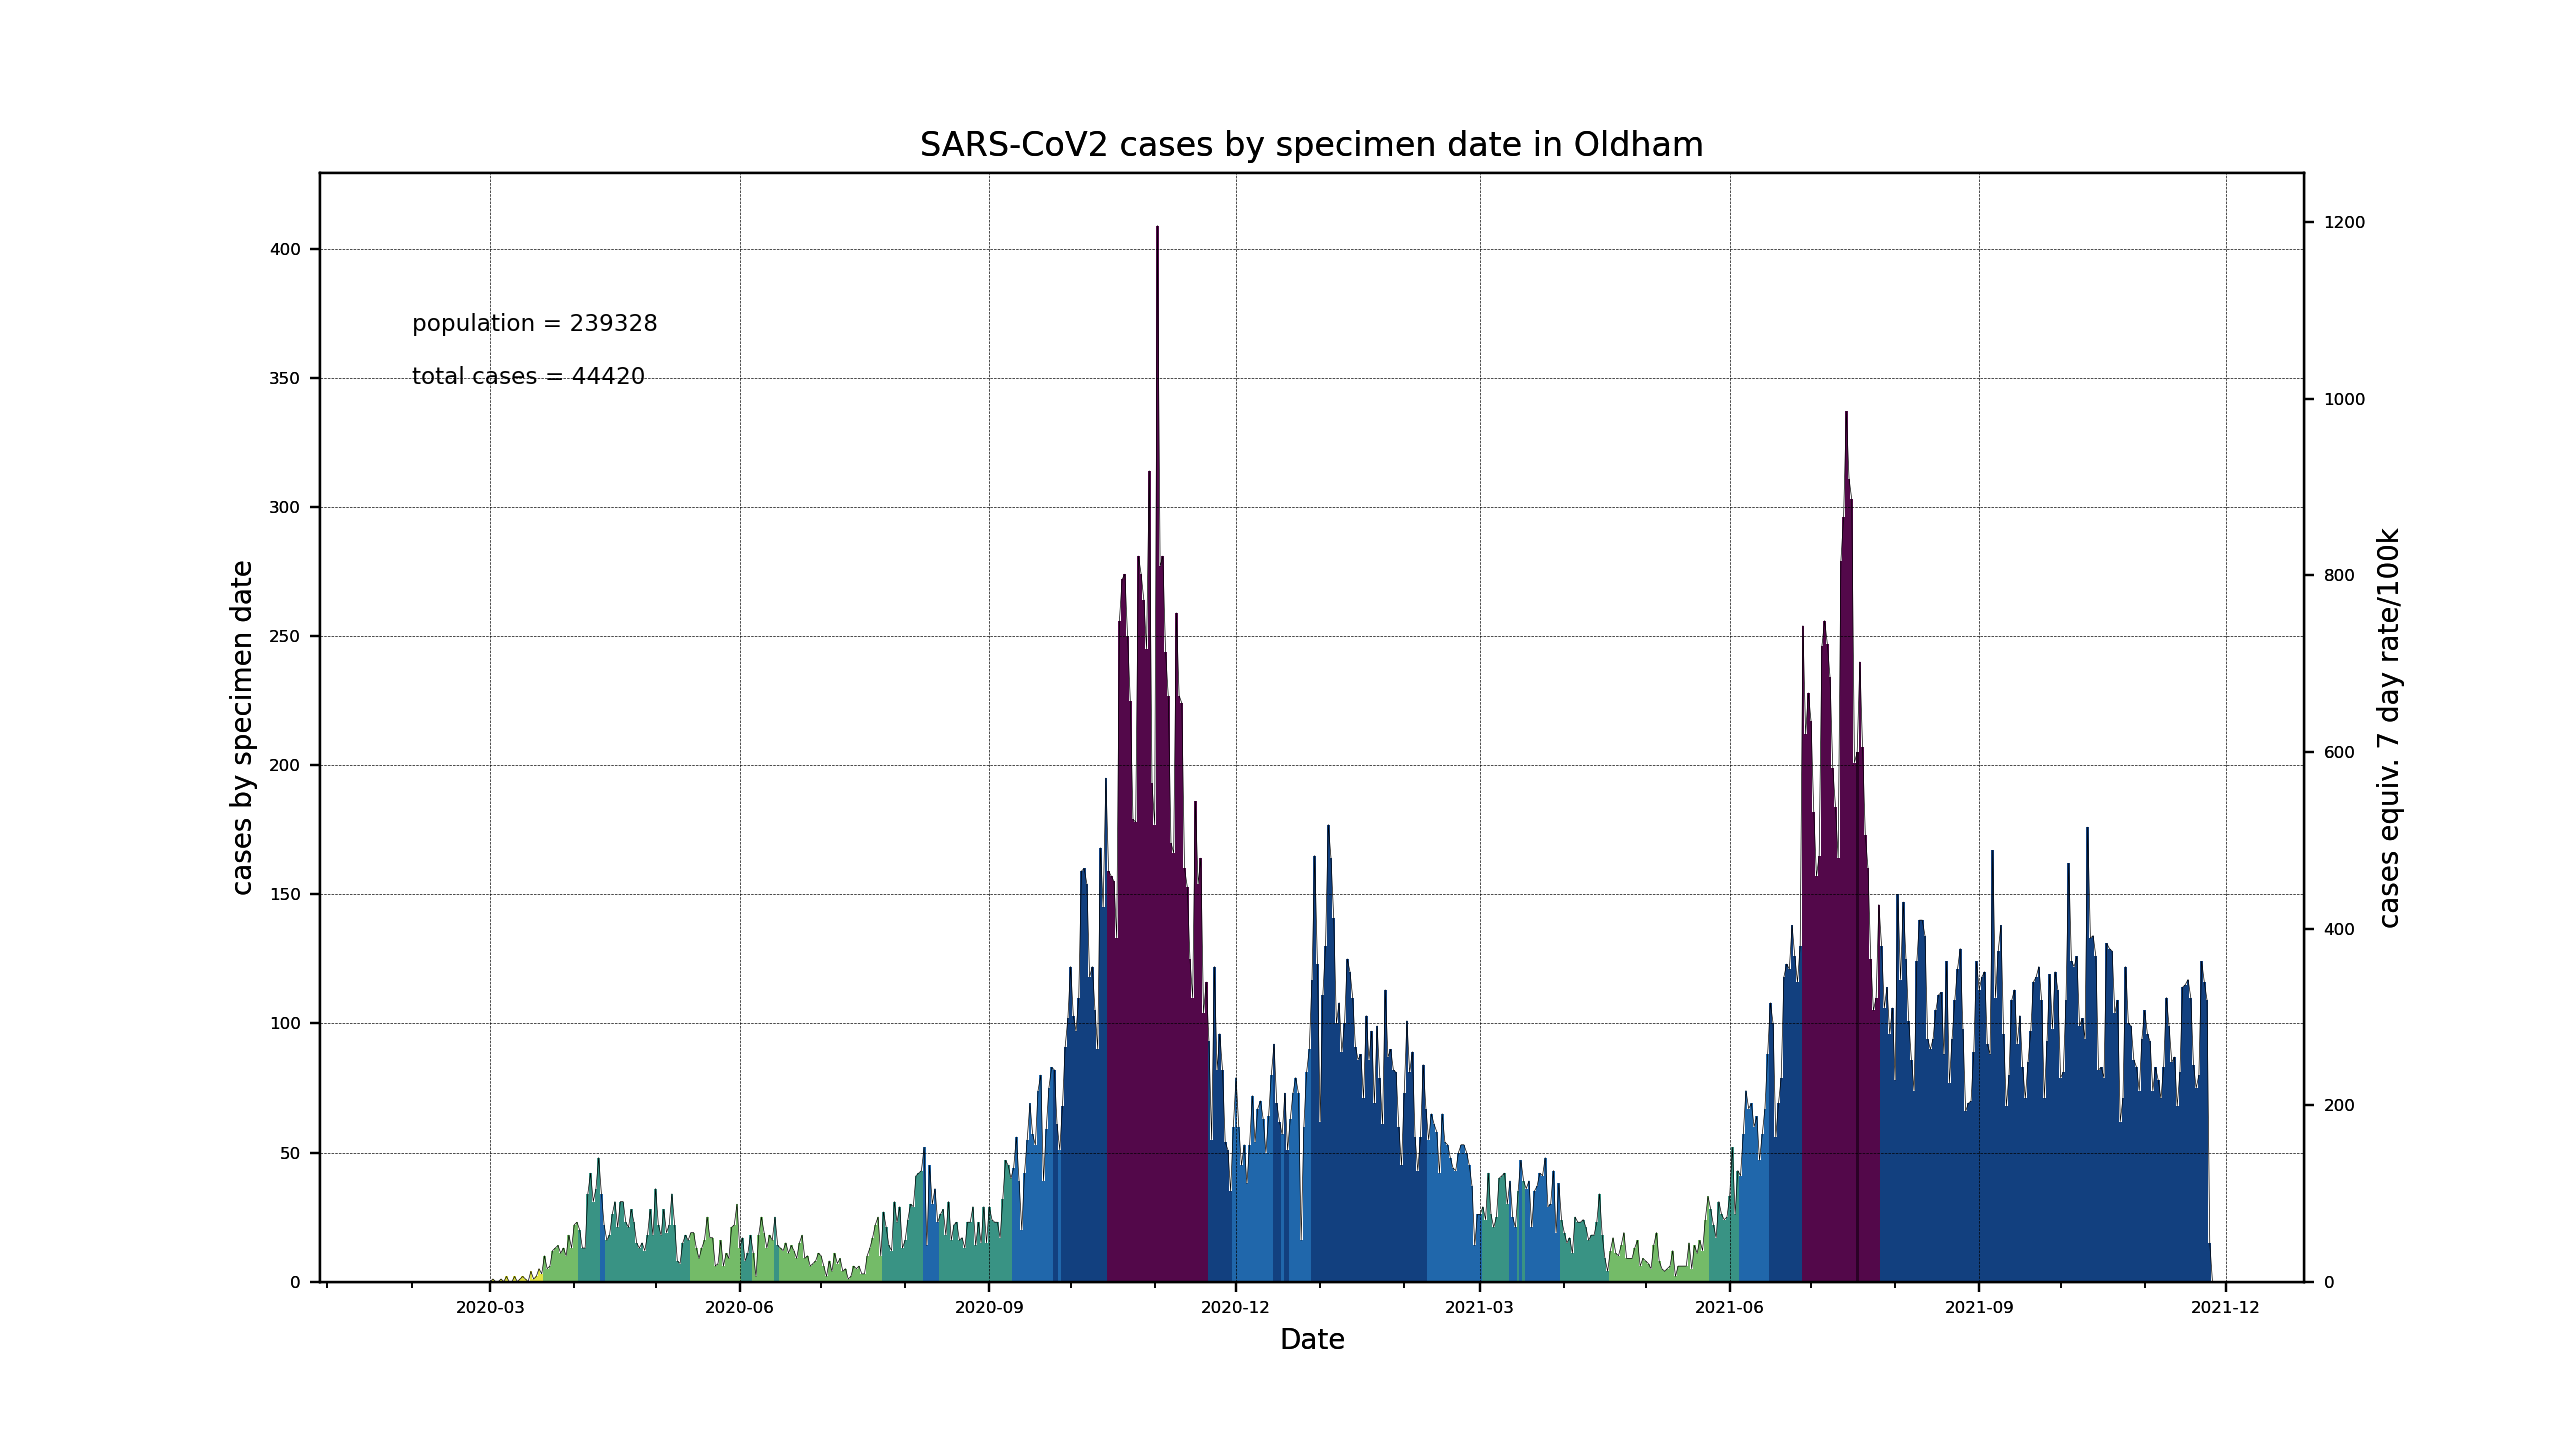 SARS-CoV2 cases by specimen date in Oldham
population = 239328
total cases = 44420
cases by specimen date
400
350
300
250
200
150
100
50
0
1200
1000
800
600
400
200
0
cases equiv. 7 day rate/100k
2020-03 2020-06 2020-09 2020-12 2021-03 2021-06 2021-09 2021-12
Date